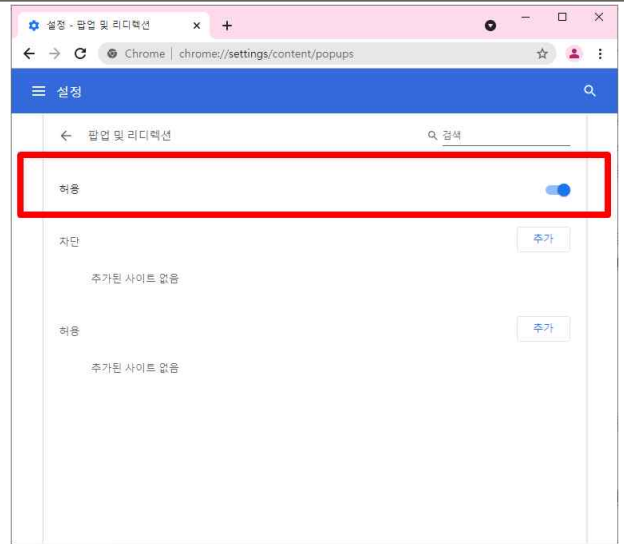 설정 - 팝업 및 리디렉션
Chrome | chrome://settings/content/popups
설정
팝업 및 리디렉션
검색
허용
차단
추가
추가된 사이트 없음
허용
추가
추가된 사이트 없음